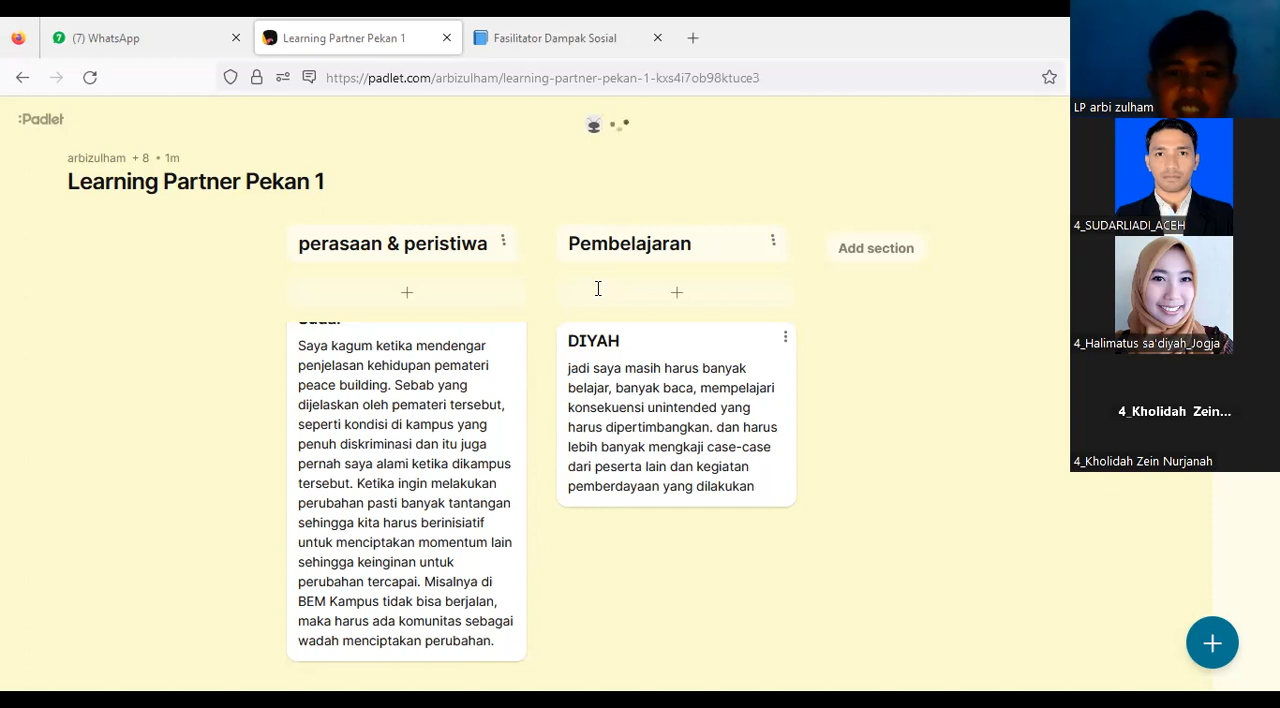 (7) WhatsApp
Learning Partner Pekan 1
Fasilitator Dampak Sosial
https://padlet.com/arbizulham/learning-partner-pekan-1-kxs4i7ob98ktuce3
:Padlet
arbizulham + 8 • 1m
Learning Partner Pekan 1
perasaan & peristiwa
Pembelajaran
Add section
Saya kagum ketika mendengar
penjelasan kehidupan pemateri
peace building. Sebab yang
dijelaskan oleh pemateri tersebut,
seperti kondisi di kampus yang
penuh diskriminasi dan itu juga
pernah saya alami ketika dikampus
tersebut. Ketika ingin melakukan
perubahan pasti banyak tantangan
sehingga kita harus berinisiatif
untuk menciptakan momentum lain
sehingga keinginan untuk
perubahan tercapai. Misalnya di
BEM Kampus tidak bisa berjalan,
maka harus ada komunitas sebagai
wadah menciptakan perubahan.
DIYAH
jadi saya masih harus banyak
belajar, banyak baca, mempelajari
konsekuensi unintended yang
harus dipertimbangkan. dan harus
lebih banyak mengkaji case-case
dari peserta lain dan kegiatan
pemberdayaan yang dilakukan
LP arbi zulham
4_SUDARLIADI_ACEH
4_Halimatus sa'diyah_Jogja
4_Kholidah Zein...
4_Kholidah Zein Nurjanah